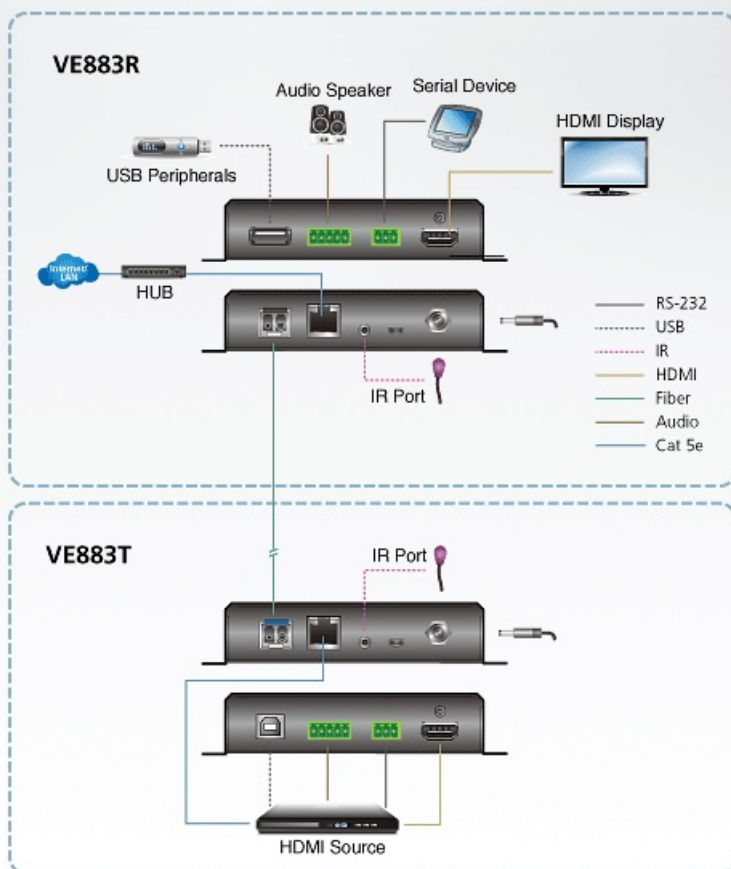 VE883R
Audio Speaker
Serial Device
HDMI Display
USB Peripherals
Internet/
LAN
HUB
IR Port
RS-232
USB
IR
HDMI
Fiber
Audio
Cat 5e
VE883T
IR Port
HDMI Source